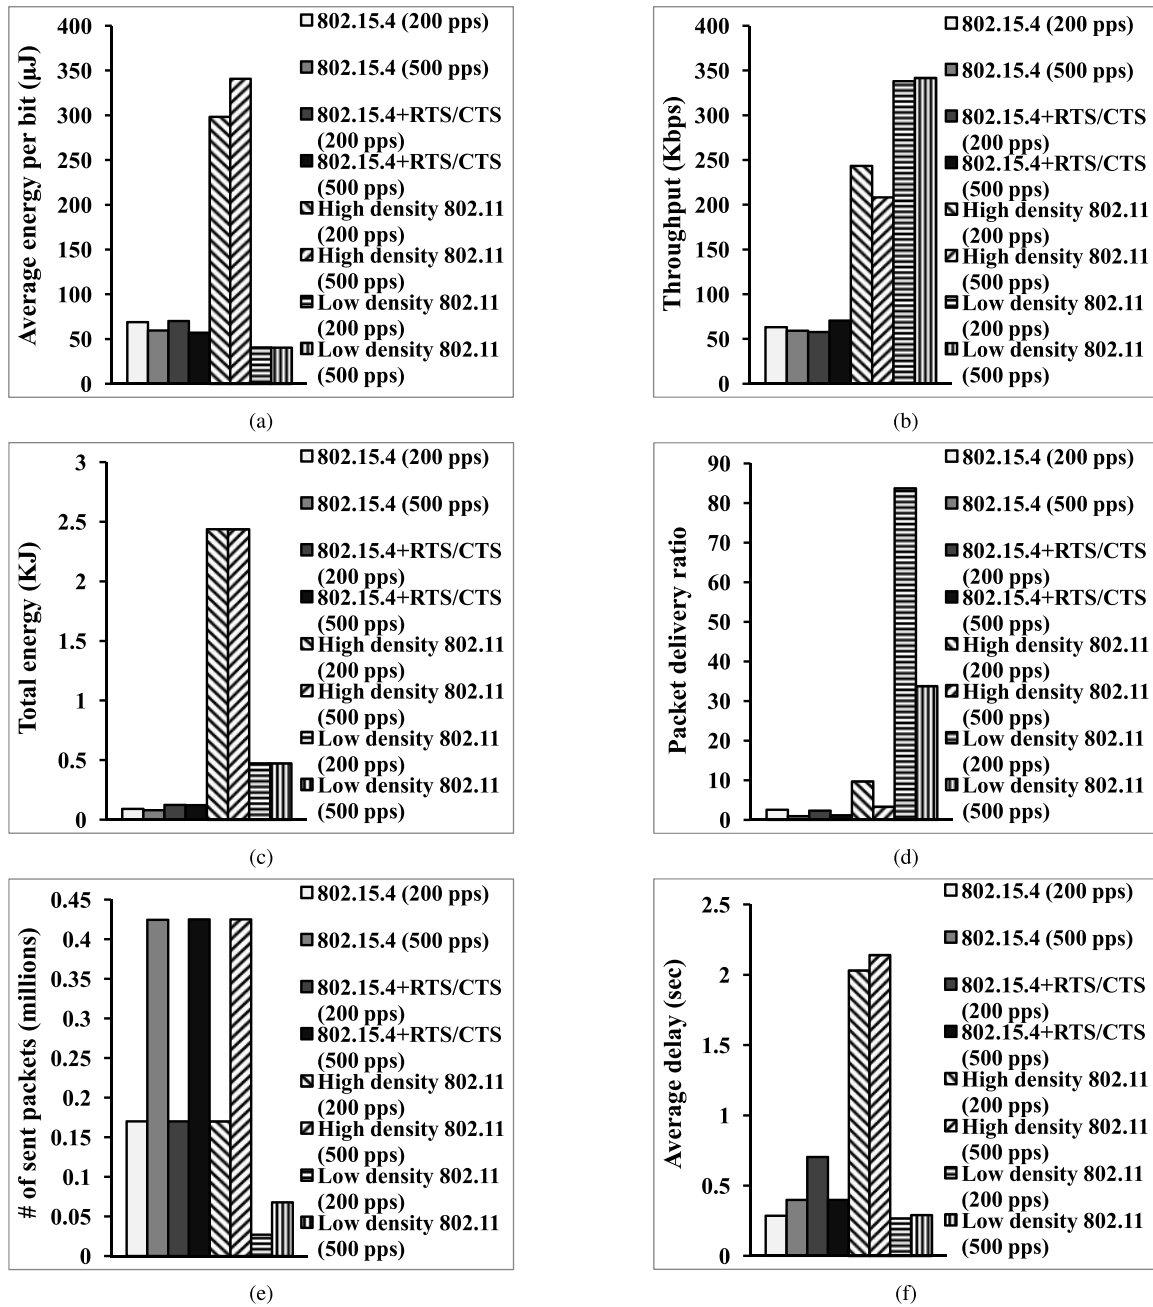 Average energy per bit (µJ)
400
350
300
250
200
150
100
50
0
802.15.4 (200 pps)
802.15.4 (500 pps)
802.15.4+RTS/CTS
(200 pps)
802.15.4+RTS/CTS
(500 pps)
High density 802.11
(200 pps)
High density 802.11
(500 pps)
Low density 802.11
(200 pps)
Low density 802.11
(500 pps)
(a)
Throughput (Kbps)
400
350
300
250
200
150
100
50
0
802.15.4 (200 pps)
802.15.4 (500 pps)
802.15.4+RTS/CTS
(200 pps)
802.15.4+RTS/CTS
(500 pps)
High density 802.11
(200 pps)
High density 802.11
(500 pps)
Low density 802.11
(200 pps)
Low density 802.11
(500 pps)
(b)
Total energy (KJ)
3
2.5
2
1.5
1
0.5
0
802.15.4 (200 pps)
802.15.4 (500 pps)
802.15.4+RTS/CTS
(200 pps)
802.15.4+RTS/CTS
(500 pps)
High density 802.11
(200 pps)
High density 802.11
(500 pps)
Low density 802.11
(200 pps)
Low density 802.11
(500 pps)
(c)
Packet delivery ratio
90
80
70
60
50
40
30
20
10
0
802.15.4 (200 pps)
802.15.4 (500 pps)
802.15.4+RTS/CTS
(200 pps)
802.15.4+RTS/CTS
(500 pps)
High density 802.11
(200 pps)
High density 802.11
(500 pps)
Low density 802.11
(200 pps)
Low density 802.11
(500 pps)
(d)
# of sent packets (millions)
0.45
0.4
0.35
0.3
0.25
0.2
0.15
0.1
0.05
0
802.15.4 (200 pps)
802.15.4 (500 pps)
802.15.4+RTS/CTS
(200 pps)
802.15.4+RTS/CTS
(500 pps)
High density 802.11
(200 pps)
High density 802.11
(500 pps)
Low density 802.11
(200 pps)
Low density 802.11
(500 pps)
(e)
Average delay (sec)
2.5
2
1.5
1
0.5
0
802.15.4 (200 pps)
802.15.4 (500 pps)
802.15.4+RTS/CTS
(200 pps)
802.15.4+RTS/CTS
(500 pps)
High density 802.11
(200 pps)
High density 802.11
(500 pps)
Low density 802.11
(200 pps)
Low density 802.11
(500 pps)
(f)